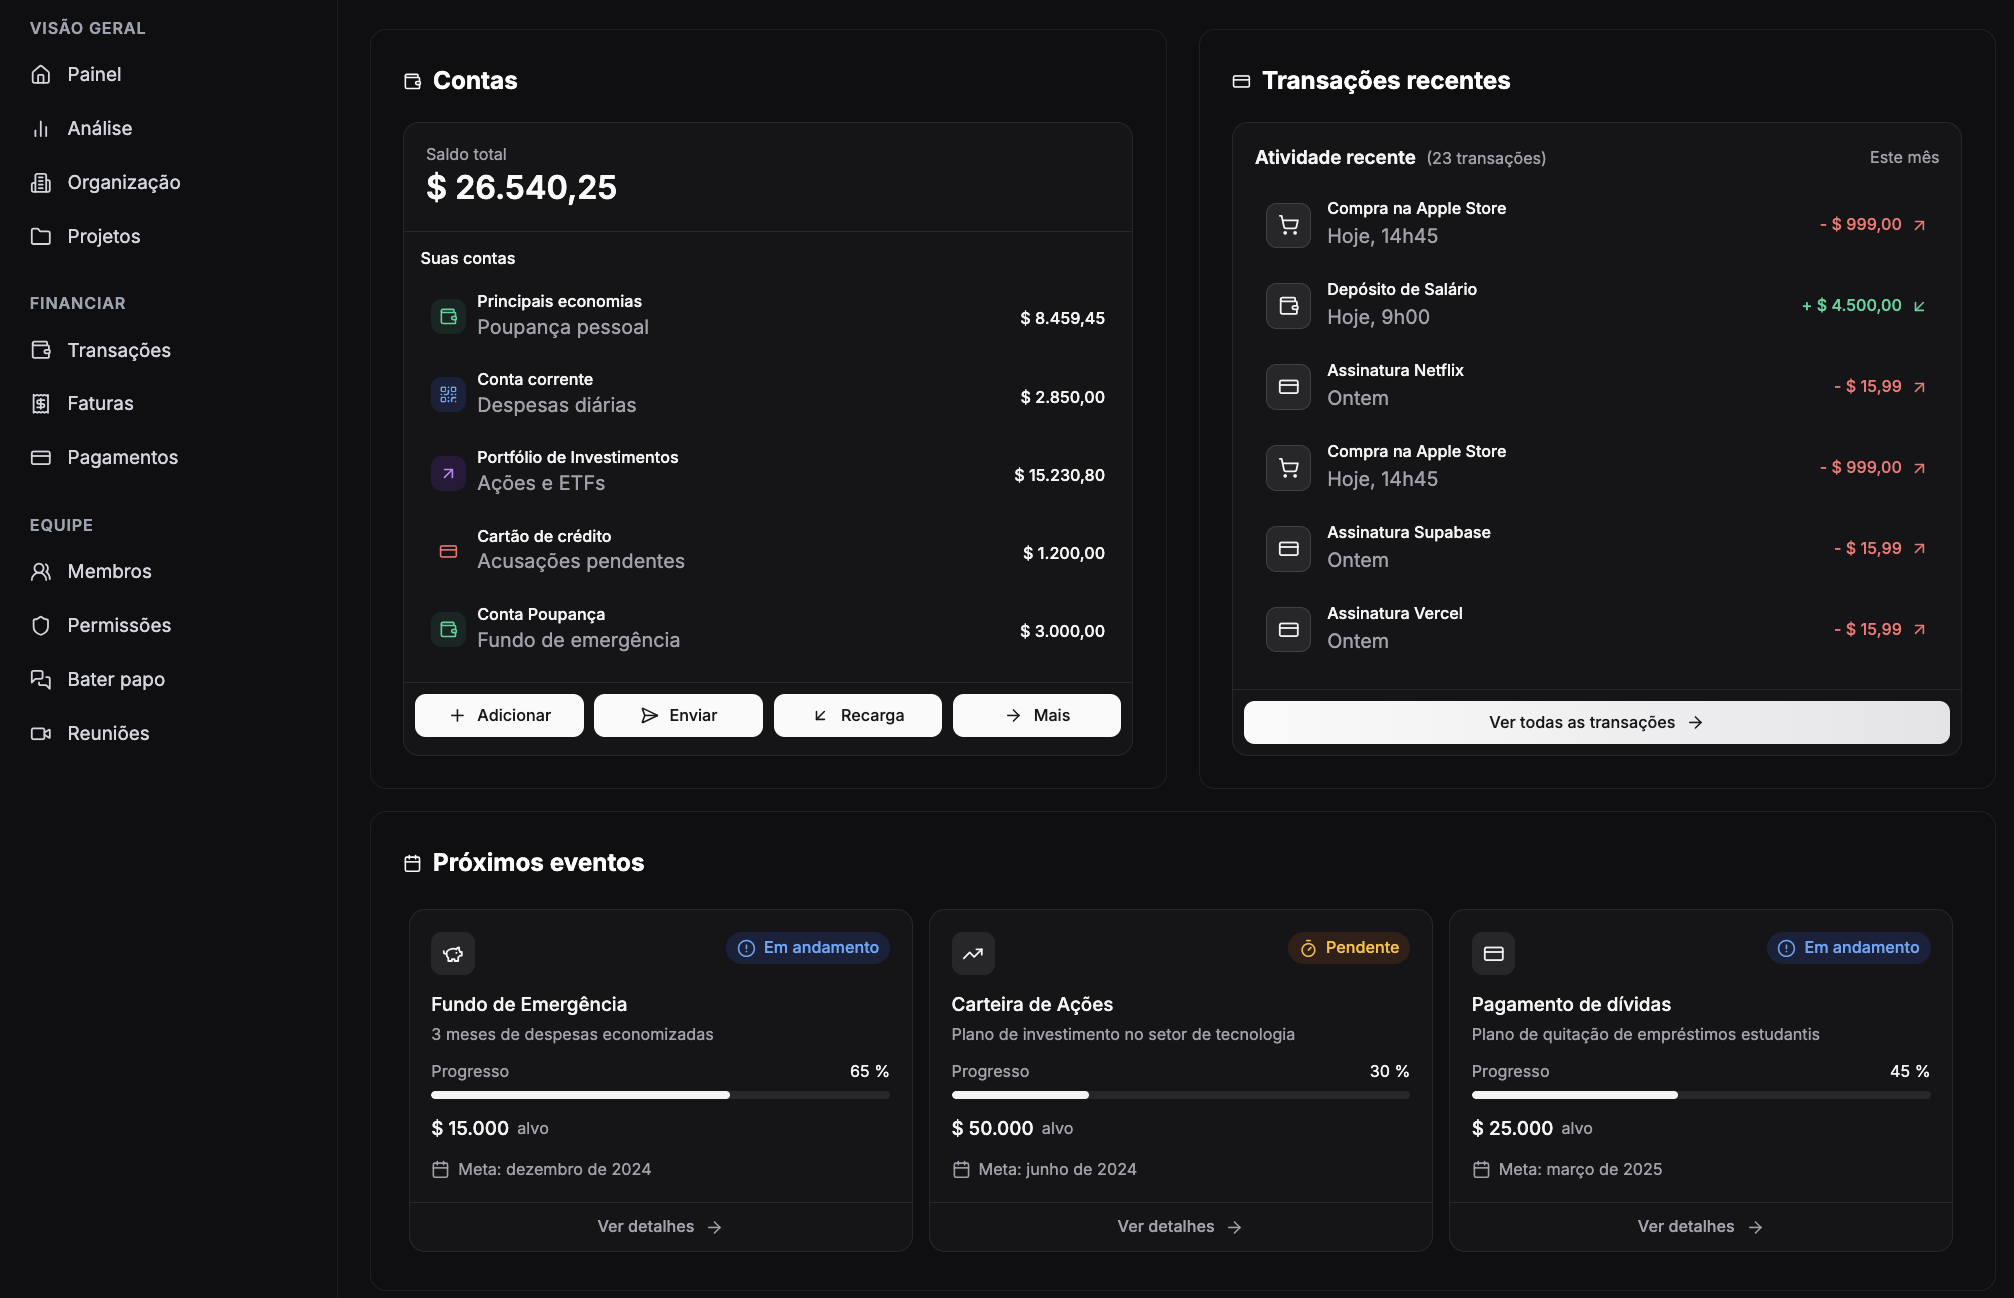 VISÃO GERAL
Painel
Análise
Organização
Projetos
FINANCIAR
Transações
Faturas
Pagamentos
EQUIPE
Membros
Permissões
Bater papo
Reuniões
Contas
Saldo total
$ 26.540,25
Suas contas
Principais economias
Poupança pessoal
$ 8.459,45
Conta corrente
Despesas diárias
$ 2.850,00
Portfólio de Investimentos
Ações e ETFs
$ 15.230,80
Cartão de crédito
Acusações pendentes
$ 1.200,00
Conta Poupança
Fundo de emergência
$ 3.000,00
Adicionar
Enviar
Recarga
Mais
Transações recentes
Atividade recente (23 transações)
Este mês
Compra na Apple Store
Hoje, 14h45
- $ 999,00
Depósito de Salário
Hoje, 9h00
+ $ 4.500,00
Assinatura Netflix
Ontem
- $ 15,99
Compra na Apple Store
Hoje, 14h45
- $ 999,00
Assinatura Supabase
Ontem
- $ 15,99
Assinatura Vercel
Ontem
- $ 15,99
Ver todas as transações
Próximos eventos
Em andamento
Fundo de Emergência
3 meses de despesas economizadas
Progresso
65 %
$ 15.000 alvo
Meta: dezembro de 2024
Ver detalhes
Pendente
Carteira de Ações
Plano de investimento no setor de tecnologia
Progresso
30 %
$ 50.000 alvo
Meta: junho de 2024
Ver detalhes
Em andamento
Pagamento de dívidas
Plano de quitação de empréstimos estudantis
Progresso
45 %
$ 25.000 alvo
Meta: março de 2025
Ver detalhes